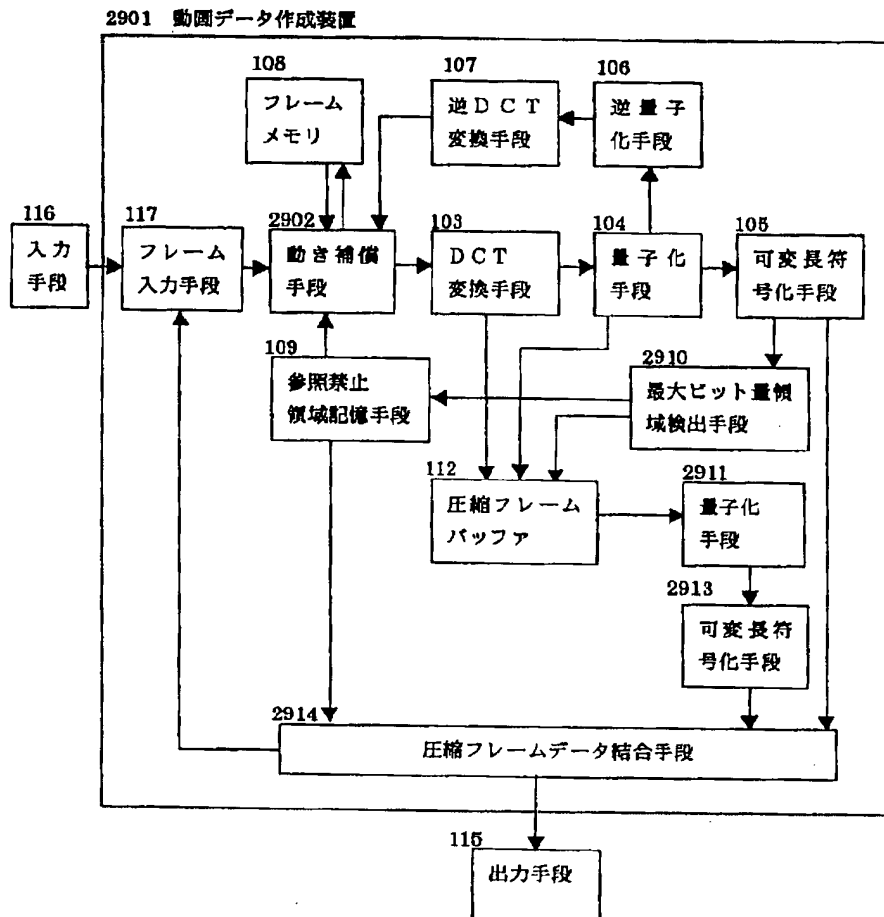 2901 動画データ作成装置
108
フレーム
メモリ
107
逆DCT
変換手段
106
逆量子
化手段
116
入力
手段
117
フレーム
入力手段
2902
動き補償
手段
103
DCT
変換手段
104
量子化
手段
105
可変長符
号化手段
109
参照禁止
領域記憶手段
2910
最大ビット量領
域検出手段
112
圧縮フレーム
バッファ
2911
量子化
手段
2913
可変長符
号化手段
2914
圧縮フレームデータ結合手段
115
出力手段